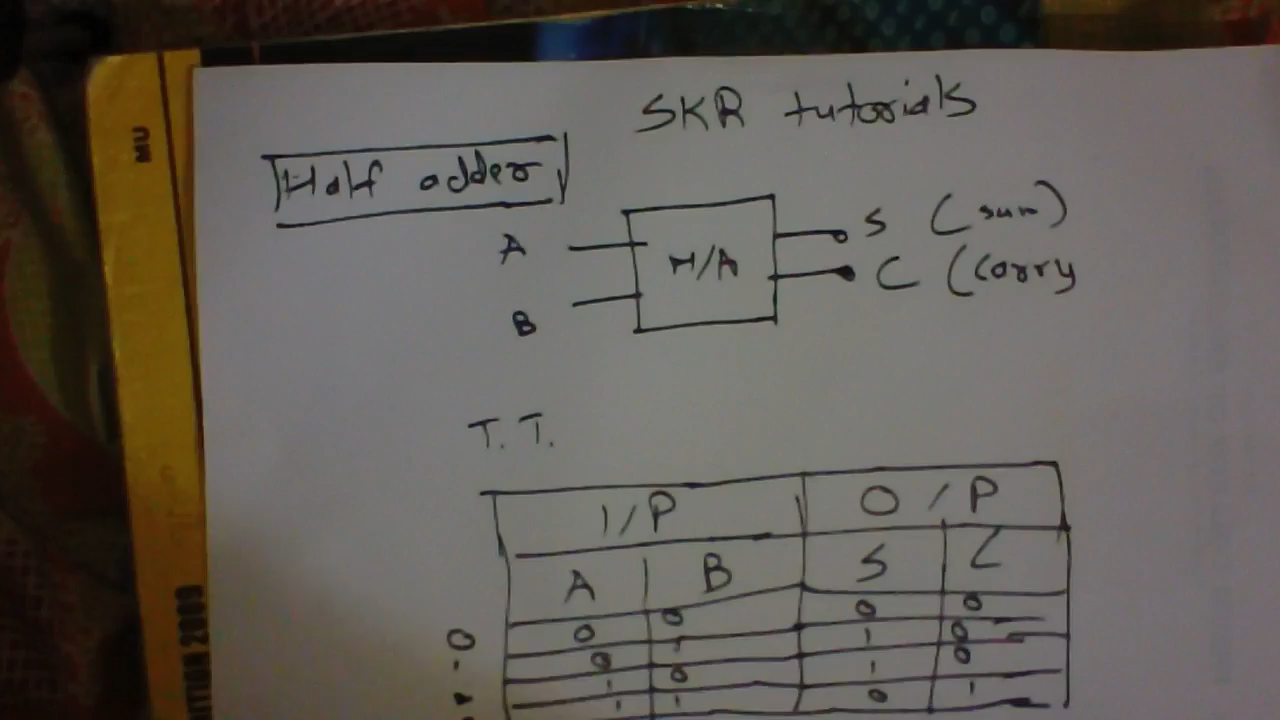 SKR tutorials
Half adder
A H/A S (sum)
B C (Carry
T.T.
I/P O/P
A B S C
0 0 0 0
0 1 1 0
1 0 1 0
1 1 0 1
MU